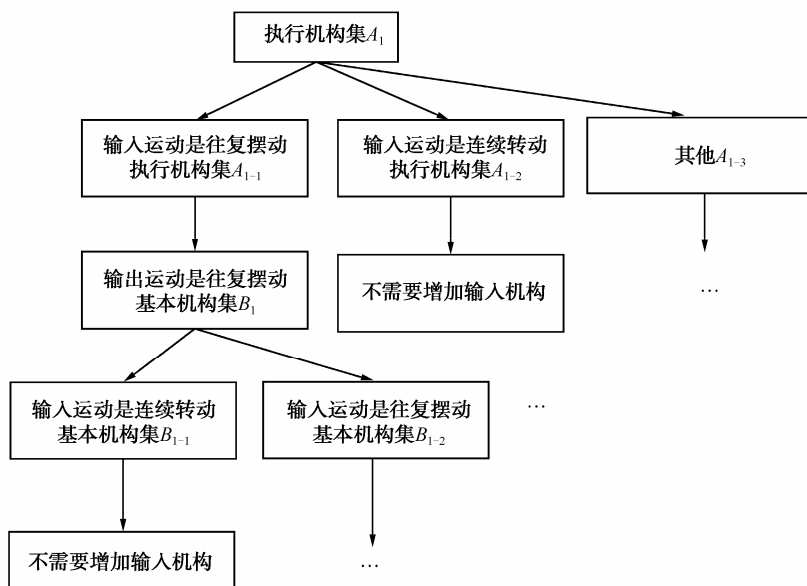 执行机构集A₁
输入运动是往复摆动
执行机构集A₁₋₁
输入运动是连续转动
执行机构集A₁₋₂
其他A₁₋₃
输出运动是往复摆动
基本机构集B₁
不需要增加输入机构
…
输入运动是连续转动
基本机构集B₁₋₁
输入运动是往复摆动
基本机构集B₁₋₂
…
不需要增加输入机构
…